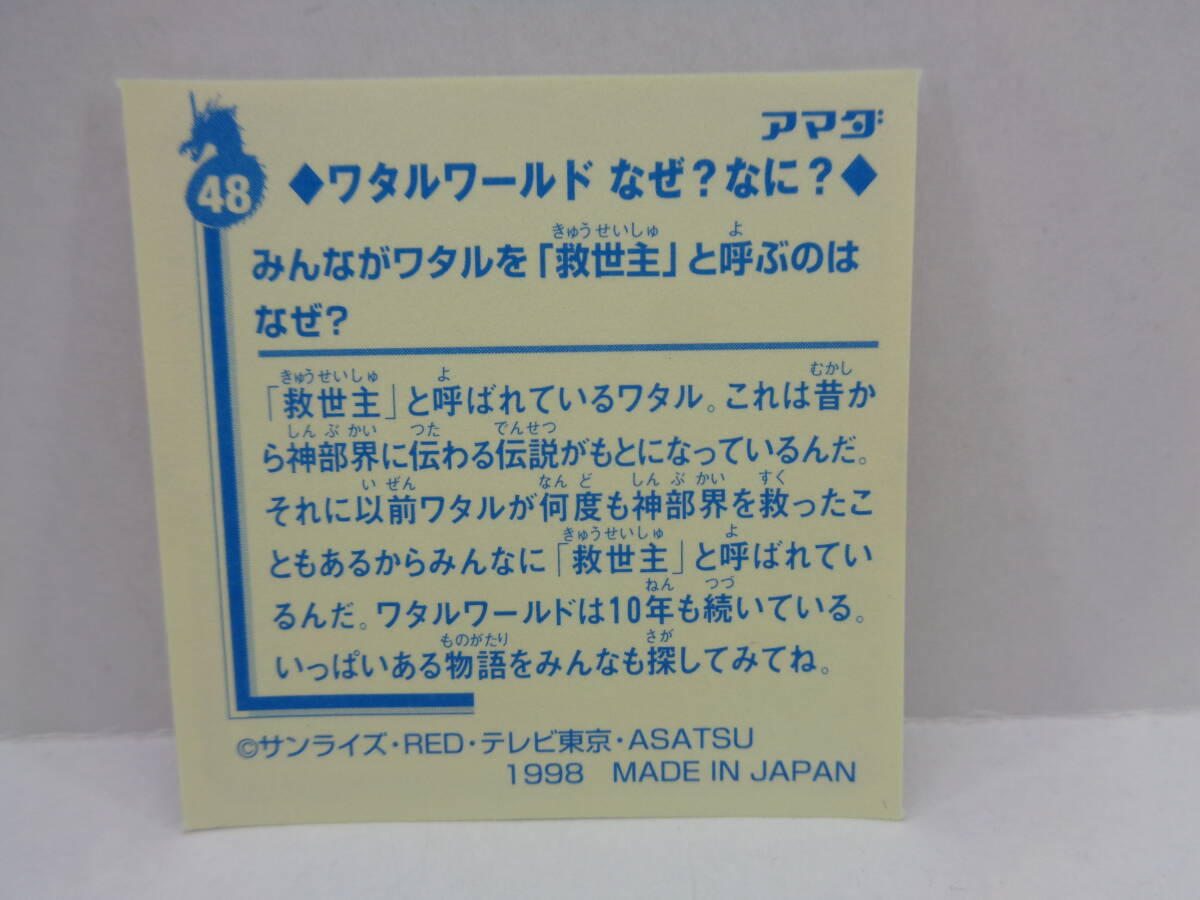 アマダ
48
◆ワタルワールド なぜ？なに？◆
きゅうせいしゅ よ
みんながワタルを「救世主」と呼ぶのは
なぜ？
きゅうせいしゅ よ むかし
「救世主」と呼ばれているワタル。これは昔か
しんぶかい つた でんせつ
ら神部界に伝わる伝説がもとになっているんだ。
いぜん なんど しんぶかい すく
それに以前ワタルが何度も神部界を救ったこ
きゅうせいしゅ よ
ともあるからみんなに「救世主」と呼ばれてい
ねん つづ
るんだ。ワタルワールドは10年も続いている。
ものがたり さが
いっぱいある物語をみんなも探してみてね。
©サンライズ・RED・テレビ東京・ASATSU
1998 MADE IN JAPAN